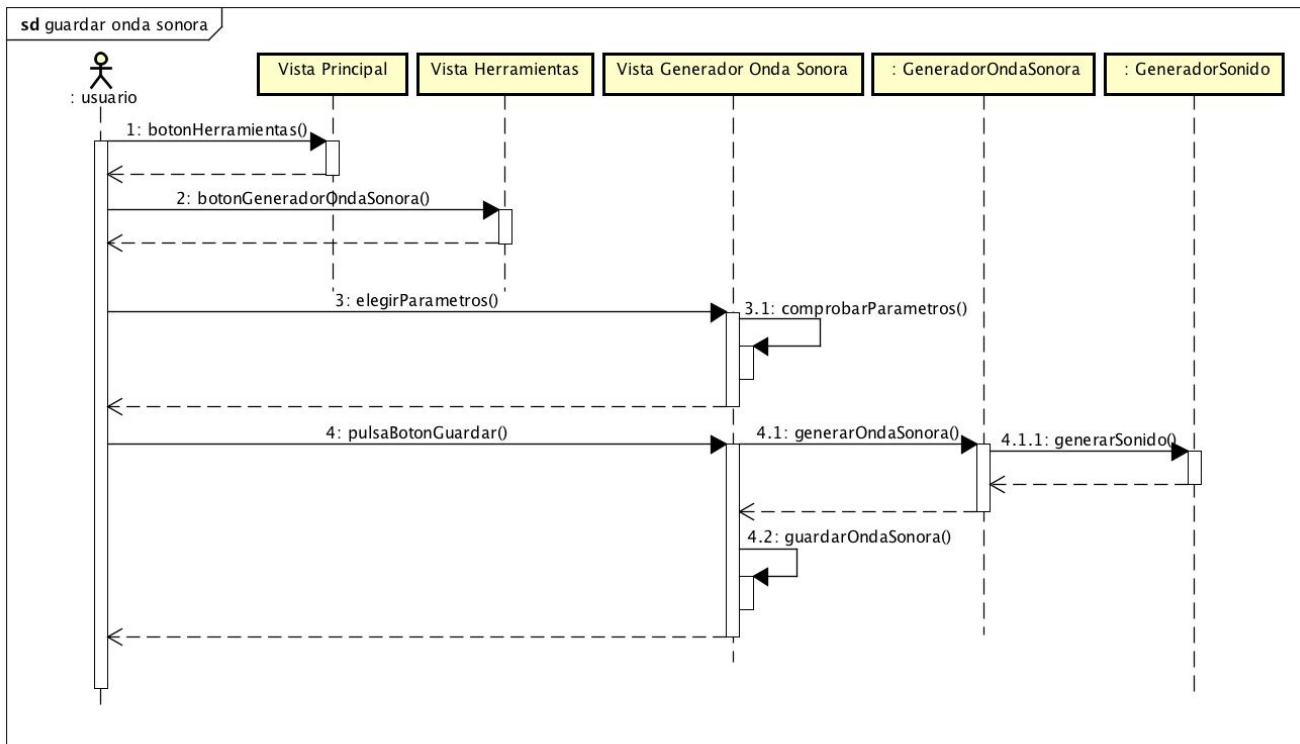 sd guardar onda sonora
: usuario
Vista Principal
Vista Herramientas
Vista Generador Onda Sonora
: GeneradorOndaSonora
: GeneradorSonido
1: botonHerramientas()
2: botonGeneradorOndaSonora()
3: elegirParametros()
3.1: comprobarParametros()
4: pulsaBotonGuardar()
4.1: generarOndaSonora()
4.1.1: generarSonido()
4.2: guardarOndaSonora()